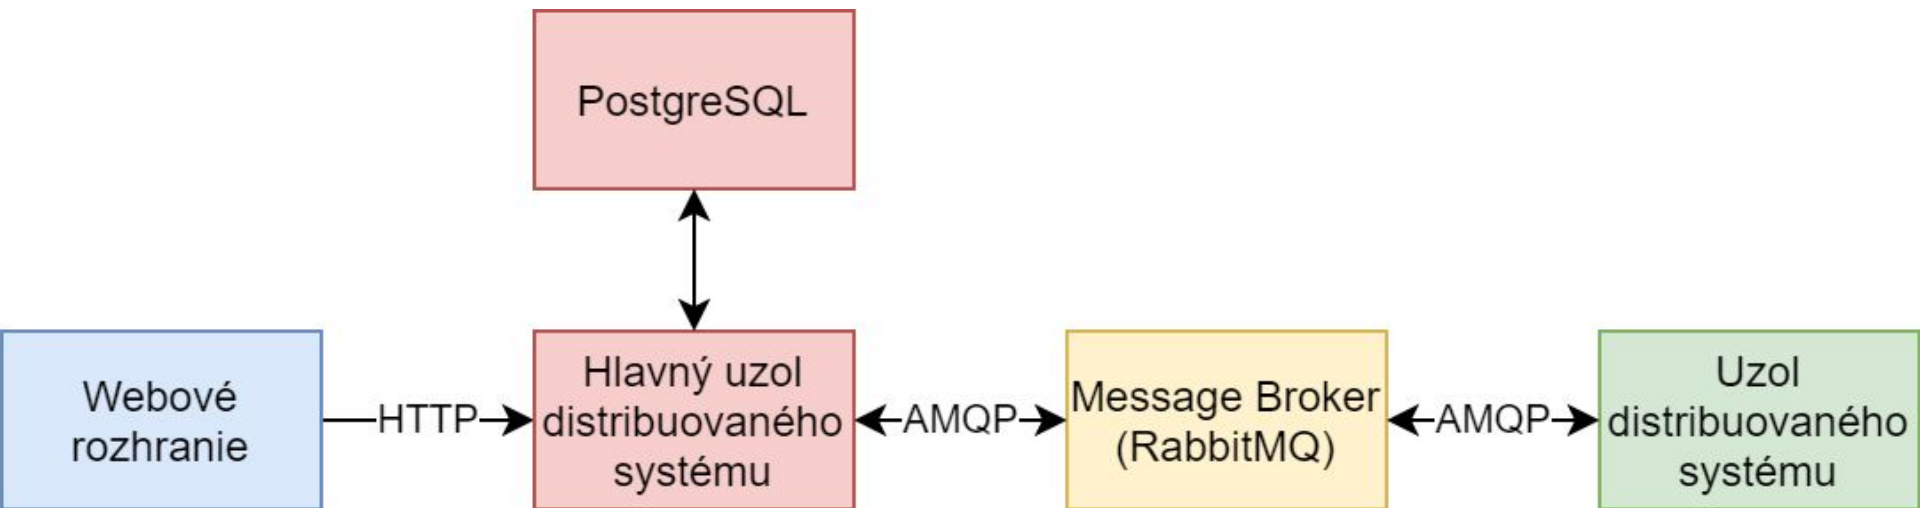 PostgreSQL
Webové
rozhranie
HTTP
Hlavný uzol
distribuovaného
systému
AMQP
Message Broker
(RabbitMQ)
AMQP
Uzol
distribuovaného
systému